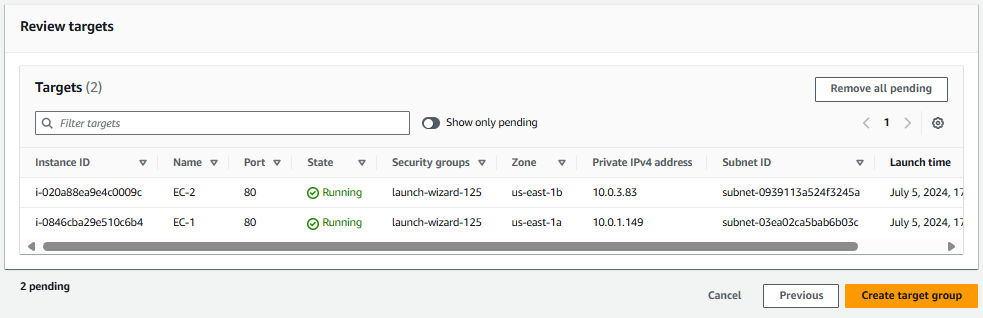 Review targets
Targets (2)
Remove all pending
Filter targets
Show only pending
1
Instance ID Name Port State Security groups Zone Private IPv4 address Subnet ID Launch time
i-020a88ea9e4c0009c EC-2 80 Running launch-wizard-125 us-east-1b 10.0.3.83 subnet-0939113a524f3245a July 5, 2024, 17
i-0846cba29e510c6b4 EC-1 80 Running launch-wizard-125 us-east-1a 10.0.1.149 subnet-03ea02ca5bab6b03c July 5, 2024, 17
2 pending
Cancel
Previous
Create target group